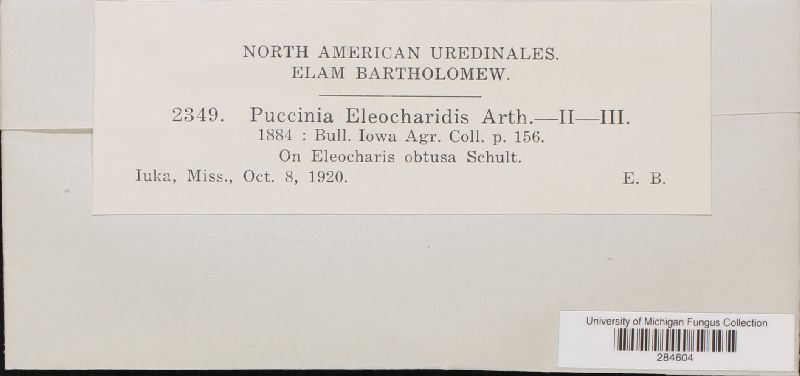 NORTH AMERICAN UREDINALES.
ELAM BARTHOLOMEW.
2349. Puccinia Eleocharidis Arth.—II—III.
1884 : Bull. Iowa Agr. Coll. p. 156.
On Eleocharis obtusa Schult.
Iuka, Miss., Oct. 8, 1920. E. B.
University of Michigan Fungus Collection
284604